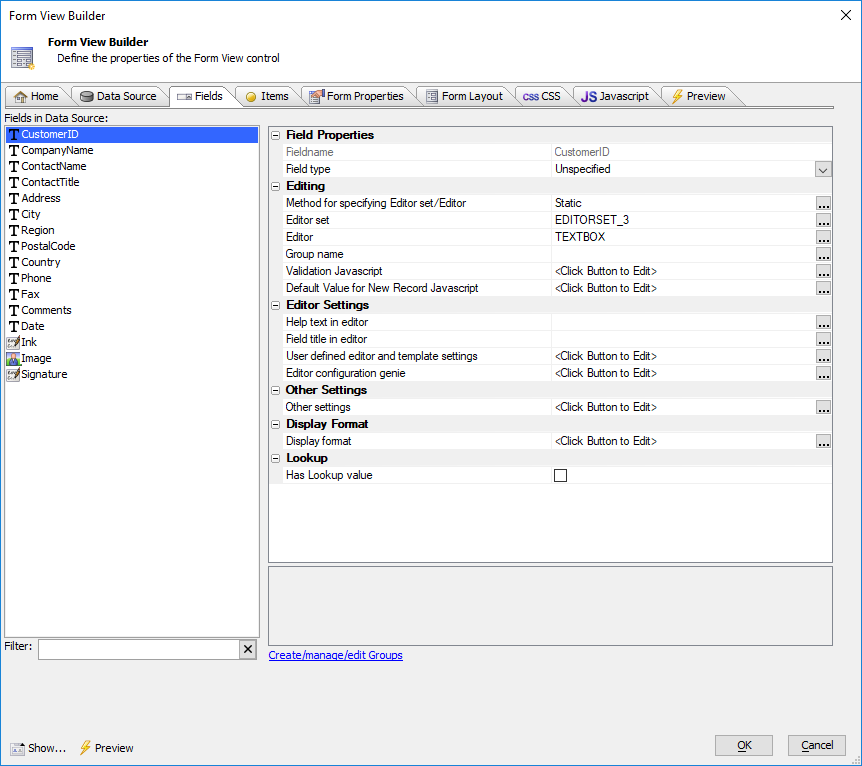 Form View Builder
Form View Builder
Define the properties of the Form View control
Home Data Source Fields Items Form Properties Form Layout CSS CSS JS Javascript Preview
Fields in Data Source:
CustomerID
CompanyName
ContactName
ContactTitle
Address
City
Region
PostalCode
Country
Phone
Fax
Comments
Date
Ink
Image
Signature
Filter:
Field Properties
Fieldname CustomerID
Field type Unspecified
Editing
Method for specifying Editor set/Editor Static ...
Editor set EDITORSET_3 ...
Editor TEXTBOX ...
Group name ...
Validation Javascript <Click Button to Edit> ...
Default Value for New Record Javascript <Click Button to Edit> ...
Editor Settings
Help text in editor ...
Field title in editor ...
User defined editor and template settings <Click Button to Edit> ...
Editor configuration genie <Click Button to Edit> ...
Other Settings
Other settings <Click Button to Edit> ...
Display Format
Display format <Click Button to Edit> ...
Lookup
Has Lookup value
Create/manage/edit Groups
Show... Preview
OK Cancel